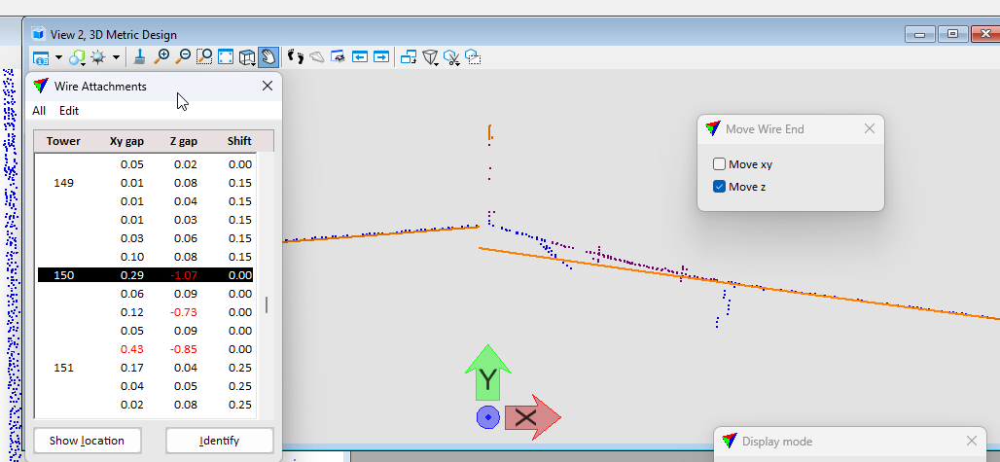 View 2, 3D Metric Design
Wire Attachments
All Edit
Tower Xy gap Z gap Shift
0.05 0.02 0.00
149 0.01 0.08 0.15
0.01 0.04 0.15
0.01 0.03 0.15
0.03 0.06 0.15
0.10 0.08 0.15
150 0.29 -1.07 0.00
0.06 0.09 0.00
0.12 -0.73 0.00
0.05 0.09 0.00
0.43 -0.85 0.00
151 0.17 0.04 0.25
0.04 0.05 0.25
0.02 0.08 0.25
Show location Identify
Move Wire End
Move xy
Move z
Y
X
Display mode